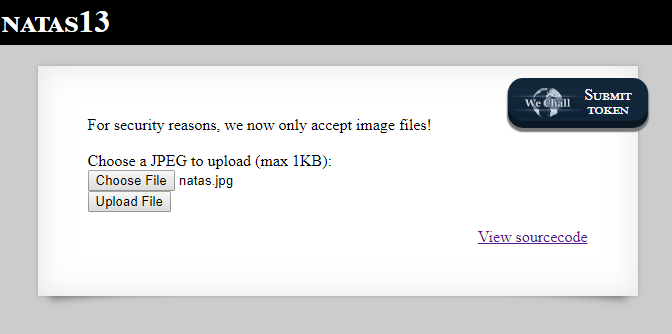 NATAS13
We Chall
SUBMIT
TOKEN
For security reasons, we now only accept image files!
Choose a JPEG to upload (max 1KB):
Choose File natas.jpg
Upload File
View sourcecode